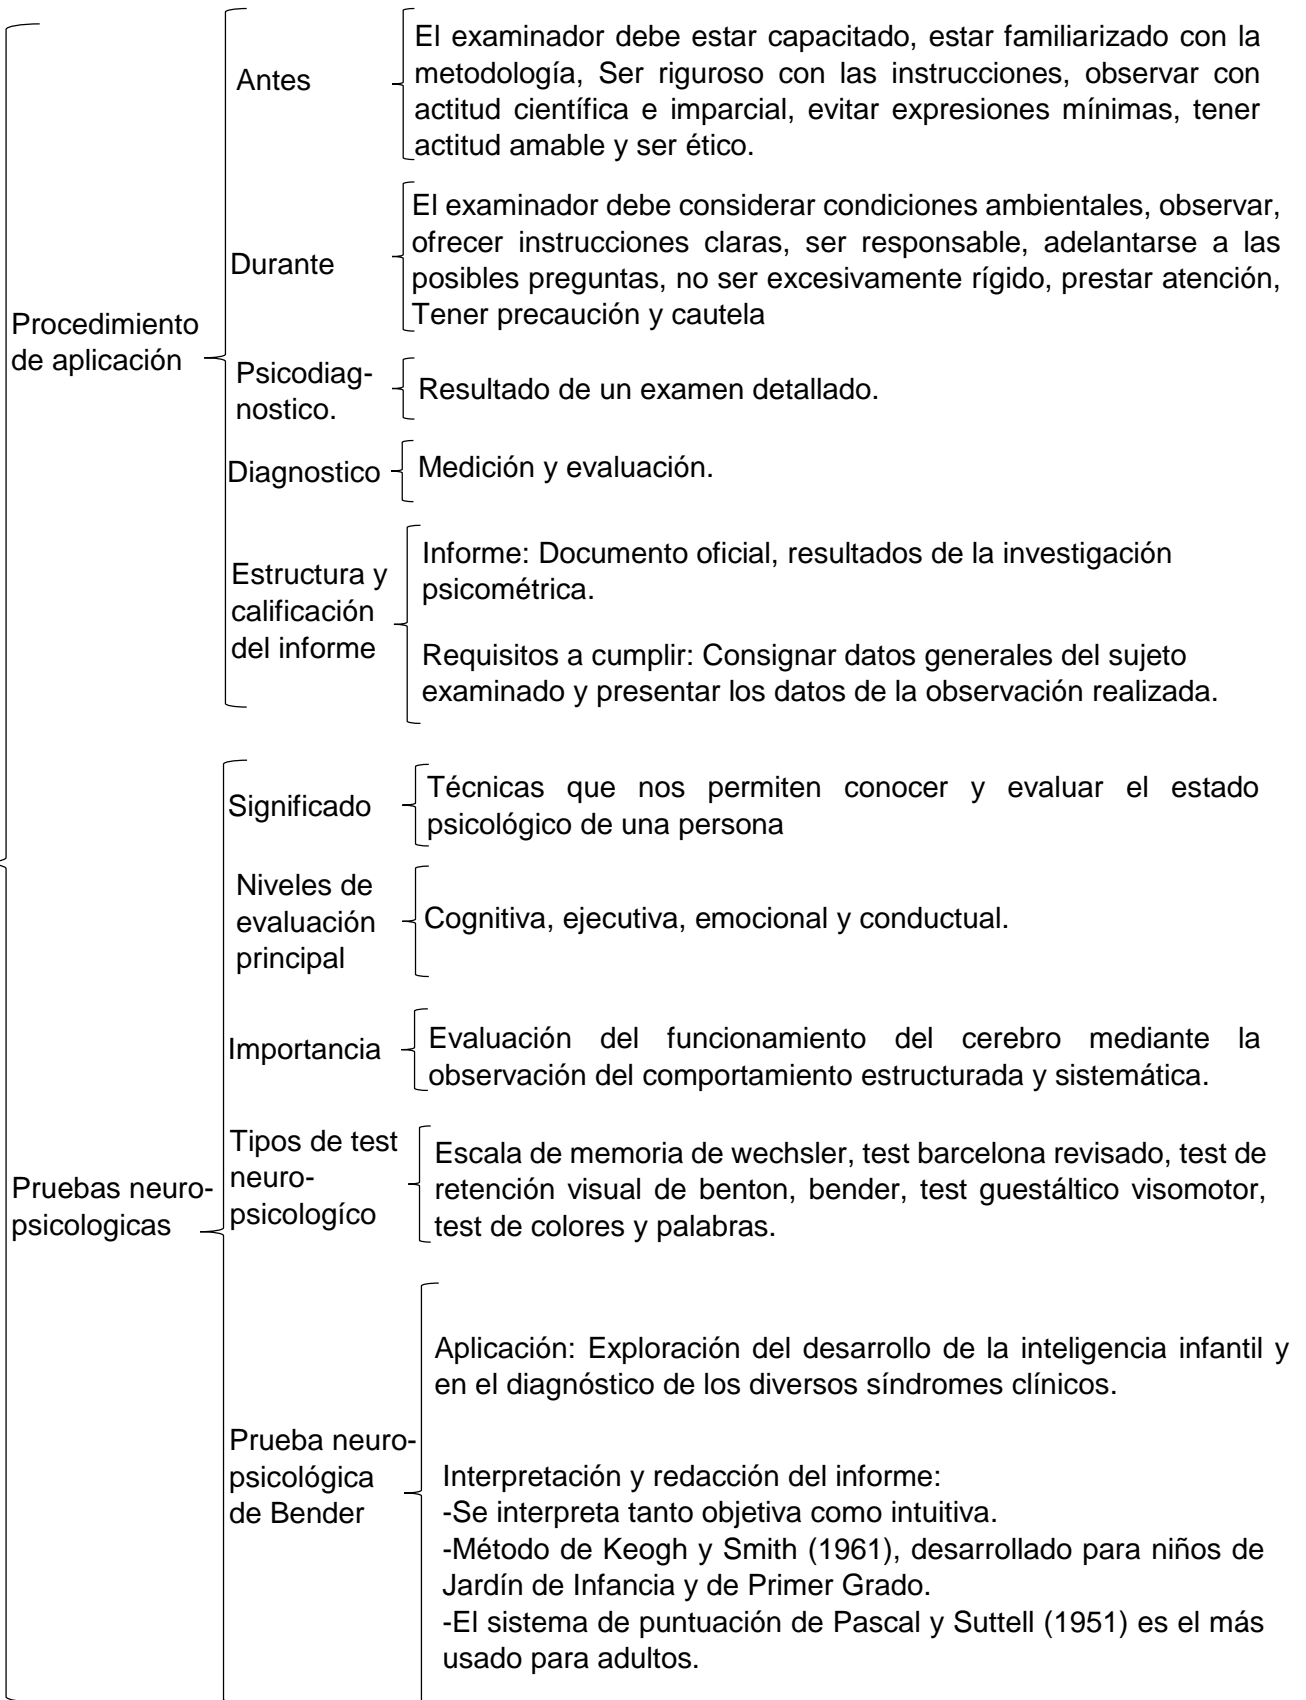 El examinador debe estar capacitado, estar familiarizado con la
metodología, Ser riguroso con las instrucciones, observar con
actitud científica e imparcial, evitar expresiones mínimas, tener
actitud amable y ser ético.
Antes
El examinador debe considerar condiciones ambientales, observar,
ofrecer instrucciones claras, ser responsable, adelantarse a las
posibles preguntas, no ser excesivamente rígido, prestar atención,
Tener precaución y cautela
Durante
Procedimiento
de aplicación
Psicodiag-
nostico.
Resultado de un examen detallado.
Diagnostico
Medición y evaluación.
Estructura y
calificación
del informe
Informe: Documento oficial, resultados de la investigación
psicométrica.
Requisitos a cumplir: Consignar datos generales del sujeto
examinado y presentar los datos de la observación realizada.
Significado
Técnicas que nos permiten conocer y evaluar el estado
psicológico de una persona
Niveles de
evaluación
principal
Cognitiva, ejecutiva, emocional y conductual.
Importancia
Evaluación del funcionamiento del cerebro mediante la
observación del comportamiento estructurada y sistemática.
Tipos de test
neuro-
psicologíco
Escala de memoria de wechsler, test barcelona revisado, test de
retención visual de benton, bender, test guestáltico visomotor,
test de colores y palabras.
Pruebas neuro-
psicologicas
Prueba neuro-
psicológica
de Bender
Aplicación: Exploración del desarrollo de la inteligencia infantil y
en el diagnóstico de los diversos síndromes clínicos.
Interpretación y redacción del informe:
-Se interpreta tanto objetiva como intuitiva.
-Método de Keogh y Smith (1961), desarrollado para niños de
Jardín de Infancia y de Primer Grado.
-El sistema de puntuación de Pascal y Suttell (1951) es el más
usado para adultos.